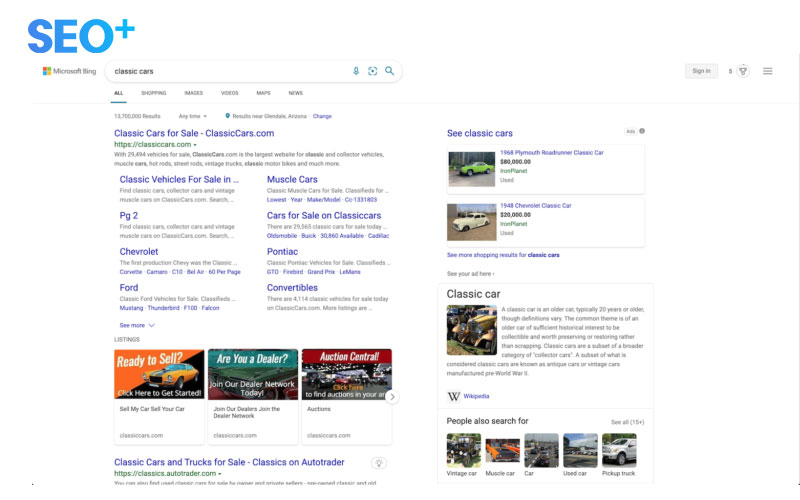 SEO+
Microsoft Bing
classic cars
Sign in
5
ALL
SHOPPING
IMAGES
VIDEOS
MAPS
NEWS
13,700,000 Results
Any time
Results near Glendale, Arizona · Change
Classic Cars for Sale - ClassicCars.com
https://classiccars.com
With 29,494 vehicles for sale, ClassicCars.com is the largest website for classic and collector vehicles,
muscle cars, hot rods, street rods, vintage trucks, classic motor bikes and much more.
Classic Vehicles For Sale in ...
Find classic cars, collector cars and vintage
muscle cars on ClassicCars.com. Search, ...
Muscle Cars
Classic Muscle Cars for Sale. Classifieds for ...
Lowest · Year · Make/Model · Cc-1331803
Pg 2
Find classic cars, collector cars and vintage
muscle cars on ClassicCars.com. Search, ...
Cars for Sale on Classiccars
There are 29,565 classic cars for sale today ...
Oldsmobile · Buick · 30,860 Available · Cadillac
Chevrolet
The first production Chevy was the Classic ...
Corvette · Camaro · C10 · Bel Air · 60 Per Page
Pontiac
Classic Pontiac Vehicles for Sale. Classifieds ...
GTO · Firebird · Grand Prix · LeMans
Ford
Classic Ford Vehicles for Sale. Classifieds ...
Mustang · Thunderbird · F100 · Falcon
Convertibles
There are 4,114 classic vehicles for sale today
on ClassicCars.com. More listings are ...
See more
LISTINGS
Ready to Sell?
Click Here to Get Started!
Sell My Car Sell Your Car
classiccars.com
Are You a Dealer?
Join Our Dealer Network
Today!
Join Our Dealers Join the
Dealer Network
classiccars.com
Auction Central!
Click here
to find auctions in your ar
Auctions
classiccars.com
Classic Cars and Trucks for Sale - Classics on Autotrader
https://classics.autotrader.com
You can also find used classic cars for sale by owner and private sellers - pre-owned classic and old
See classic cars
Ads
1968 Plymouth Roadrunner Classic Car
$80,000.00
IronPlanet
Used
1948 Chevrolet Classic Car
$20,000.00
IronPlanet
Used
See more shopping results for classic cars
See your ad here ›
Classic car
A classic car is an older car, typically 20 years or older,
though definitions vary. The common theme is of an
older car of sufficient historical interest to be
collectible and worth preserving or restoring rather
than scrapping. Classic cars are a subset of a broader
category of "collector cars". A subset of what is
considered classic cars are known as antique cars or vintage cars
manufactured pre-World War II.
W Wikipedia
People also search for
See all (15+)
Vintage car
Muscle car
Car
Used car
Pickup truck